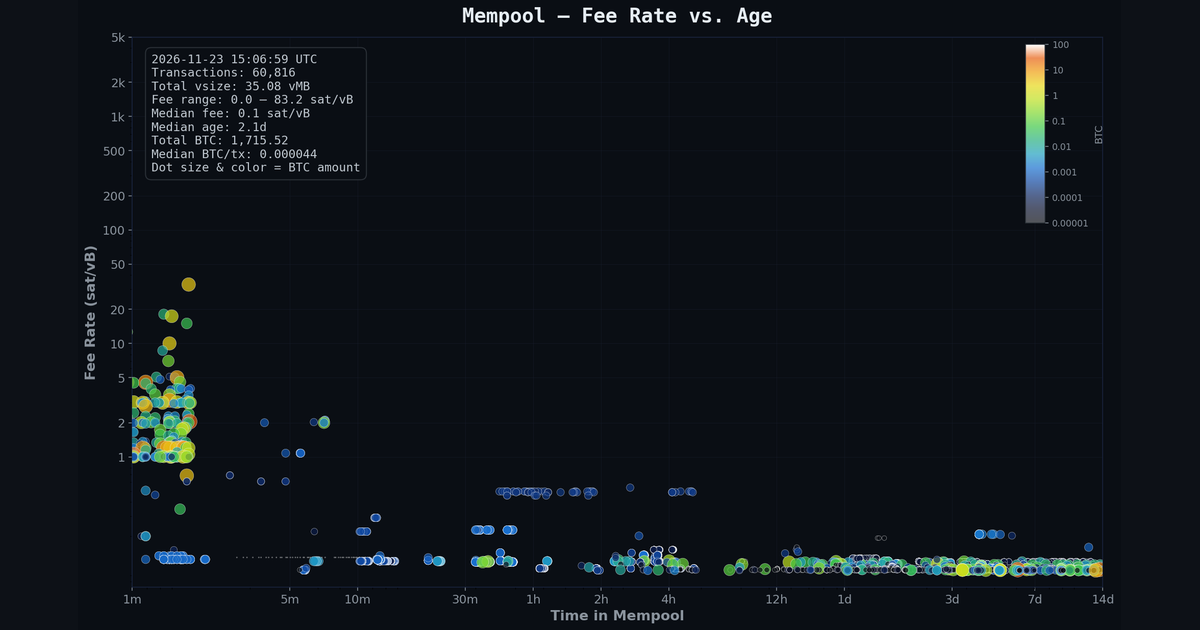 Mempool — Fee Rate vs. Age
2026-11-23 15:06:59 UTC
Transactions: 60,816
Total vsize: 35.08 vMB
Fee range: 0.0 — 83.2 sat/vB
Median fee: 0.1 sat/vB
Median age: 2.1d
Total BTC: 1,715.52
Median BTC/tx: 0.000044
Dot size & color = BTC amount
5k
2k
1k
500
200
100
50
20
10
5
2
1
Fee Rate (sat/vB)
100
10
1
0.1
0.01
0.001
0.0001
0.00001
BTC
1m
5m
10m
30m
1h
2h
4h
12h
1d
3d
7d
14d
Time in Mempool